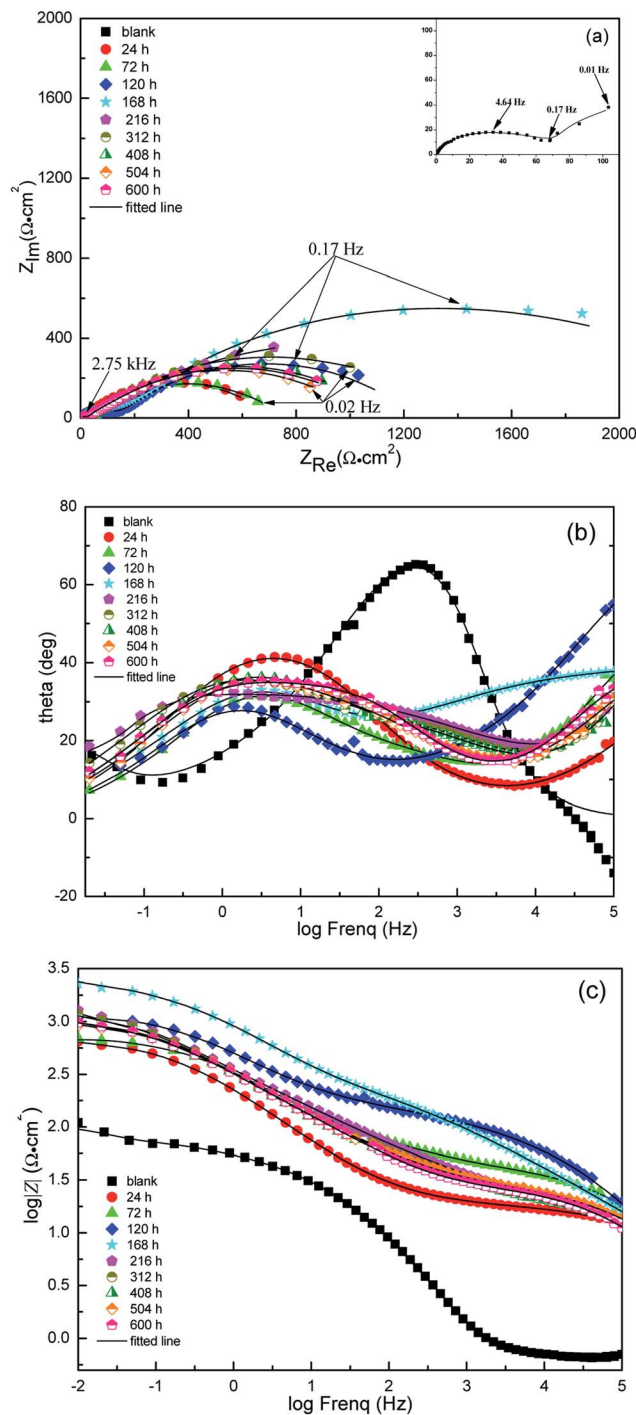 2000
1600
1200
800
400
0
Z_Im(Ω•cm²)
blank
24 h
72 h
120 h
168 h
216 h
312 h
408 h
504 h
600 h
fitted line
(a)
100
80
60
40
20
0
0 20 40 60 80 100
4.64 Hz
0.17 Hz
0.01 Hz
0.17 Hz
2.75 kHz
0.02 Hz
0 400 800 1200 1600 2000
Z_Re(Ω•cm²)
80
60
40
20
0
-20
theta (deg)
blank
24 h
72 h
120 h
168 h
216 h
312 h
408 h
504 h
600 h
fitted line
(b)
-1 0 1 2 3 4 5
log Frenq (Hz)
3.5
3.0
2.5
2.0
1.5
1.0
0.5
0.0
log|Z| (Ω•cm²)
(c)
blank
24 h
72 h
120 h
168 h
216 h
312 h
408 h
504 h
600 h
fitted line
-2 -1 0 1 2 3 4 5
log Frenq (Hz)